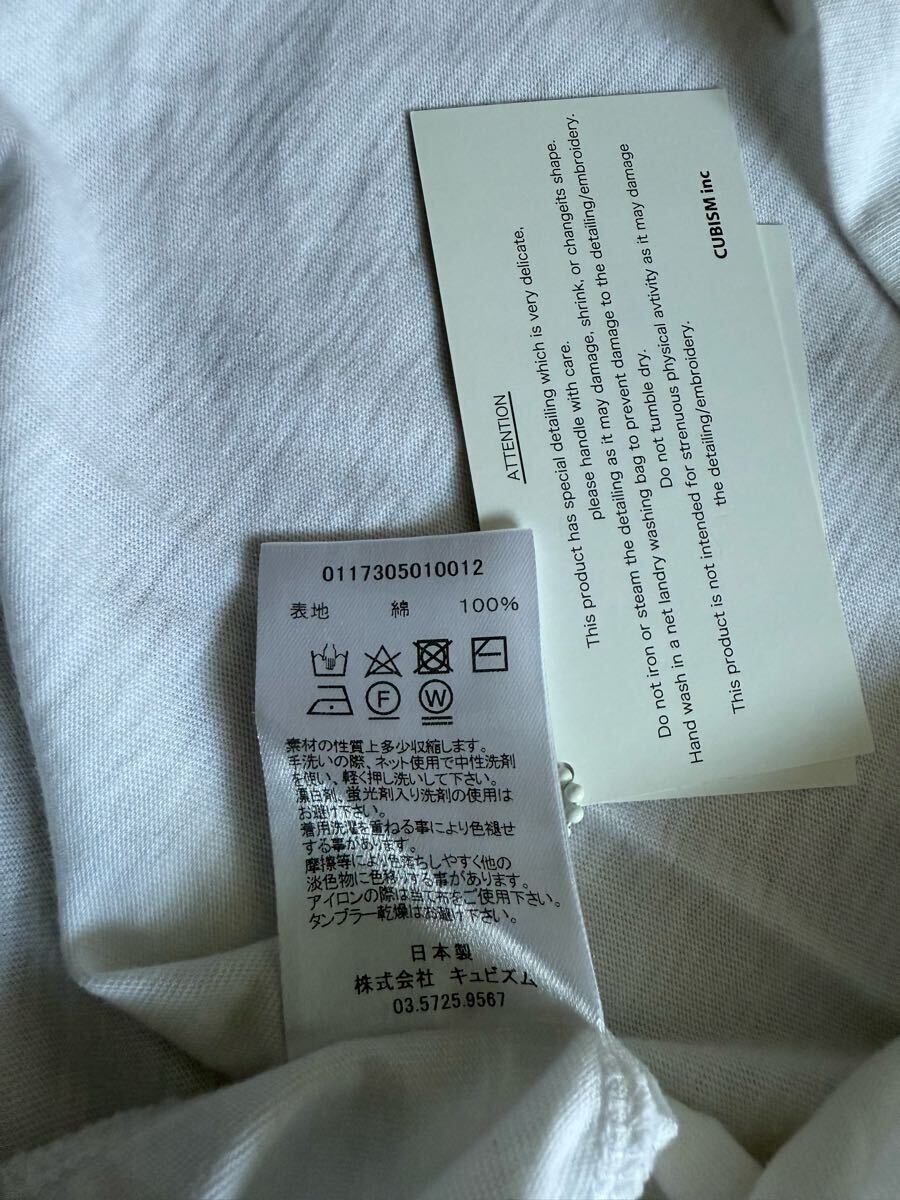 ATTENTION
This product has special detailing which is very delicate,
please handle with care.
Do not iron or steam the detailing as it may damage, shrink, or changeits shape.
Hand wash in a net landry washing bag to prevent damage to the detailing/embroidery.
Do not tumble dry.
This product is not intended for strenuous physical avtivity as it may damage
the detailing/embroidery.
CUBISM inc
0117305010012
表地 綿 100%
F W
素材の性質上多少収縮します。
手洗いの際、ネット使用で中性洗剤
を使い、軽く押し洗いして下さい。
漂白剤、蛍光剤入り洗剤の使用は
お避け下さい。
着用洗濯を重ねる事により色褪せ
する事があります。
摩擦等により色落ちしやすく他の
淡色物に色移りする事があります。
アイロンの際は当て布をご使用下さい。
タンブラー乾燥はお避け下さい。
日本製
株式会社 キュビズム
03.5725.9567